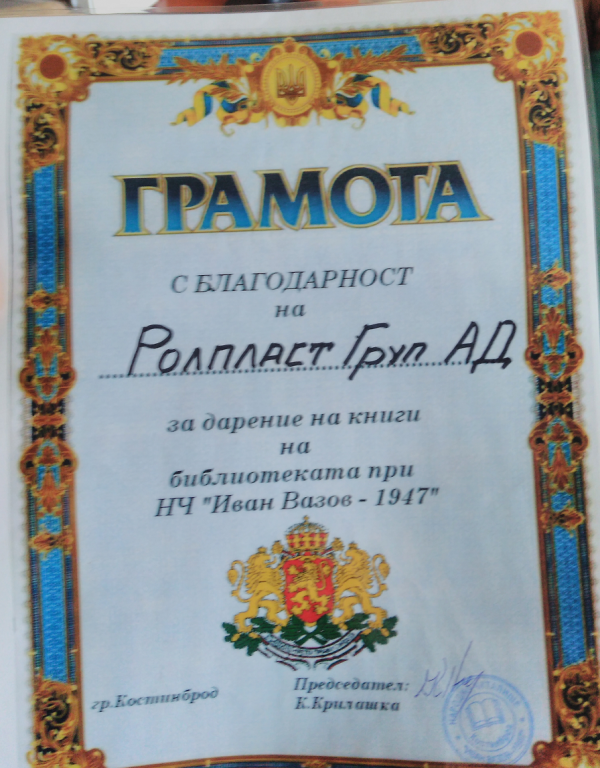 ГРАМОТА
С БЛАГОДАРНОСТ
на
Ролпласт Груп АД
за дарение на книги
на
библиотеката при
НЧ "Иван Вазов - 1947"
гр.Костинброд
Председател:
К.Крилашка